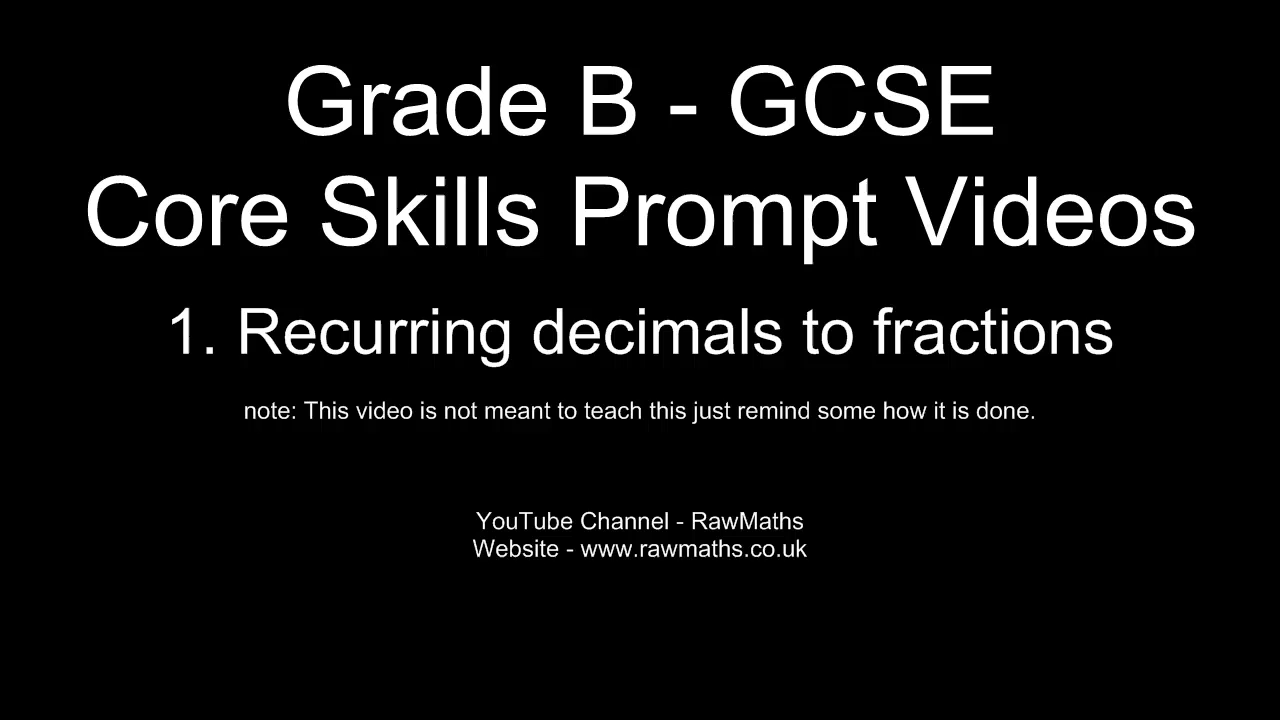 Grade B - GCSE
Core Skills Prompt Videos
1. Recurring decimals to fractions
note: This video is not meant to teach this just remind some how it is done.
YouTube Channel - RawMaths
Website - www.rawmaths.co.uk